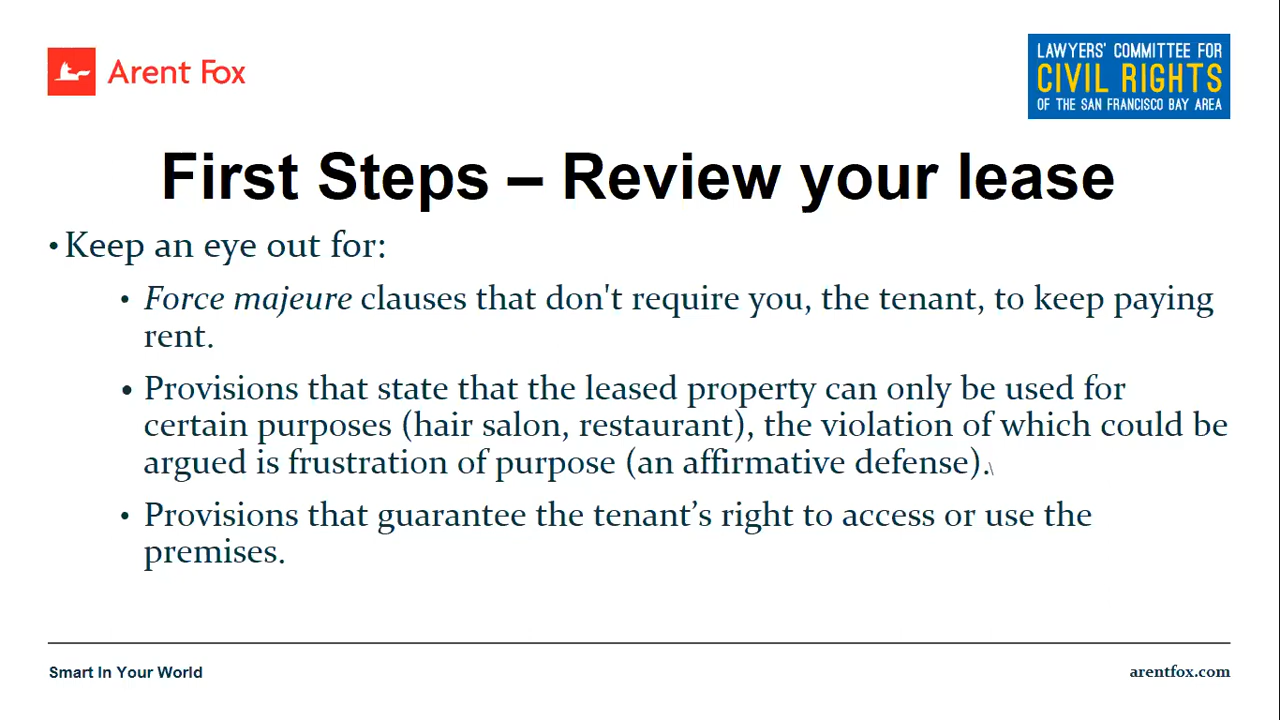 Arent Fox
LAWYERS' COMMITTEE FOR
CIVIL RIGHTS
OF THE SAN FRANCISCO BAY AREA
First Steps – Review your lease
• Keep an eye out for:
• Force majeure clauses that don't require you, the tenant, to keep paying
rent.
• Provisions that state that the leased property can only be used for
certain purposes (hair salon, restaurant), the violation of which could be
argued is frustration of purpose (an affirmative defense).\
• Provisions that guarantee the tenant’s right to access or use the
premises.
Smart In Your World
arentfox.com